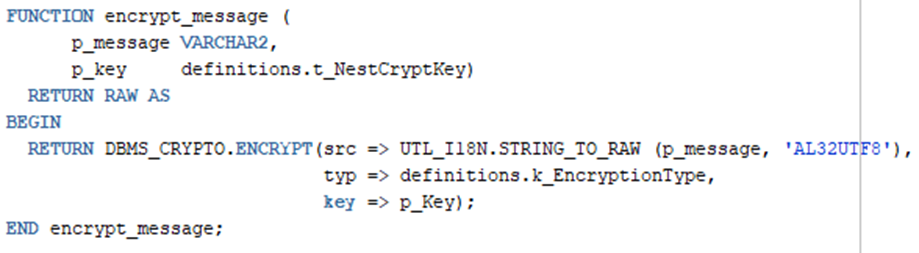 FUNCTION encrypt_message (
p_message VARCHAR2,
p_key definitions.t_NestCryptKey)
RETURN RAW AS
BEGIN
RETURN DBMS_CRYPTO.ENCRYPT(src => UTL_I18N.STRING_TO_RAW (p_message, 'AL32UTF8'),
typ => definitions.k_EncryptionType,
key => p_Key);
END encrypt_message;